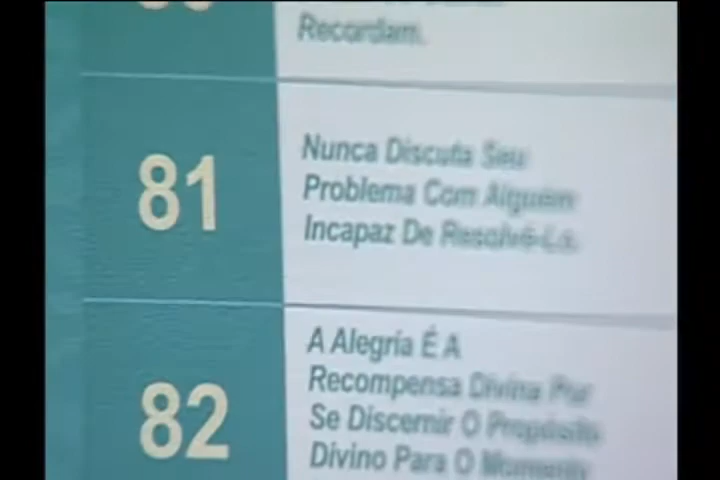 Recordam.
81
Nunca Discuta Seu
Problema Com Alguém
Incapaz De Resolvê-Lo.
82
A Alegria É A
Recompensa Divina Por
Se Discernir O Propósito
Divino Para O Momento